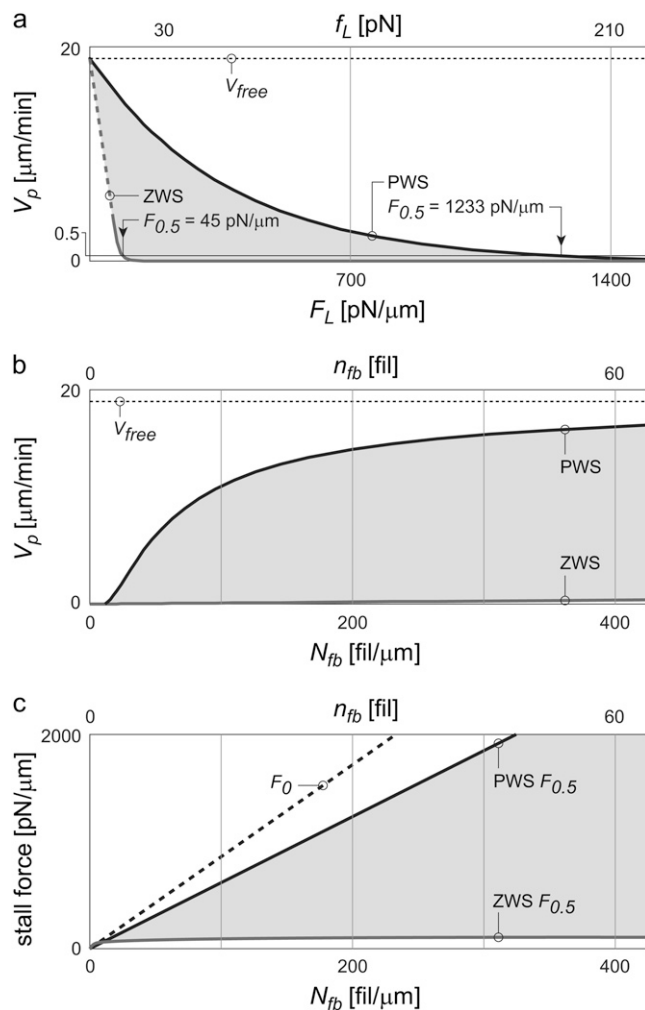 a
f_L [pN]
30 210
20
V_free
V_p [μm/min]
ZWS
F_0.5 = 45 pN/μm
PWS
F_0.5 = 1233 pN/μm
0.5
0
700 1400
F_L [pN/μm]
b
n_fb [fil]
0 60
20
V_free
V_p [μm/min]
PWS
ZWS
0
0 200 400
N_fb [fil/μm]
c
n_fb [fil]
0 60
2000
F_0
PWS F_0.5
stall force [pN/μm]
ZWS F_0.5
0
0 200 400
N_fb [fil/μm]